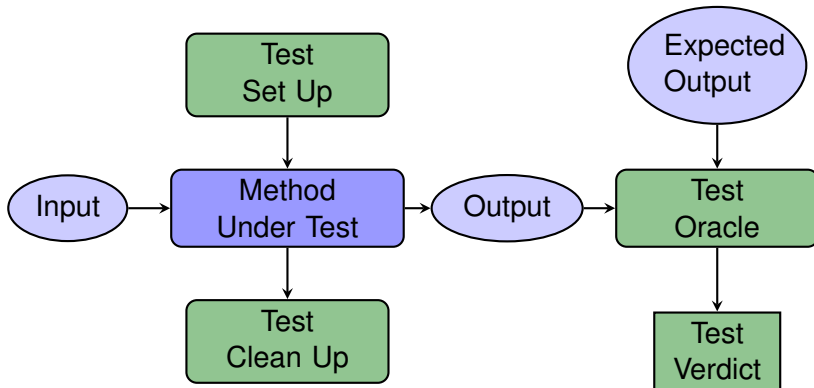 Test
Set Up
Expected
Output
Input
Method
Under Test
Output
Test
Oracle
Test
Clean Up
Test
Verdict